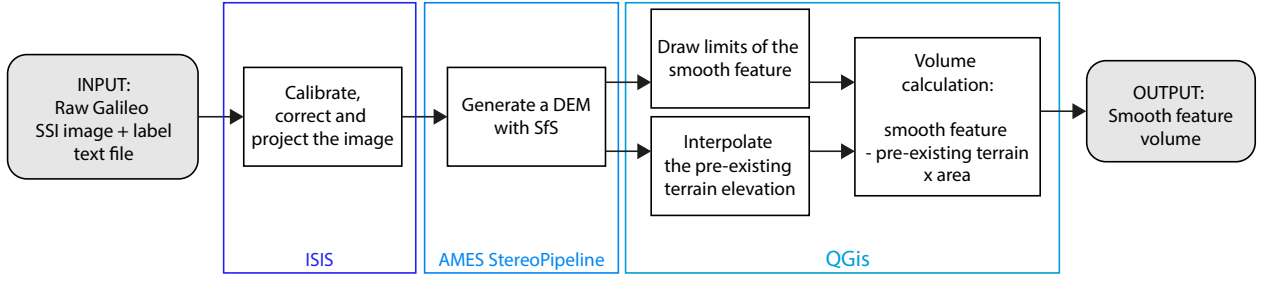 INPUT:
Raw Galileo
SSI image + label
text file
Calibrate,
correct and
project the image
ISIS
Generate a DEM
with SfS
AMES StereoPipeline
Draw limits of the
smooth feature
Interpolate
the pre-existing
terrain elevation
Volume
calculation:
smooth feature
- pre-existing terrain
x area
QGis
OUTPUT:
Smooth feature
volume